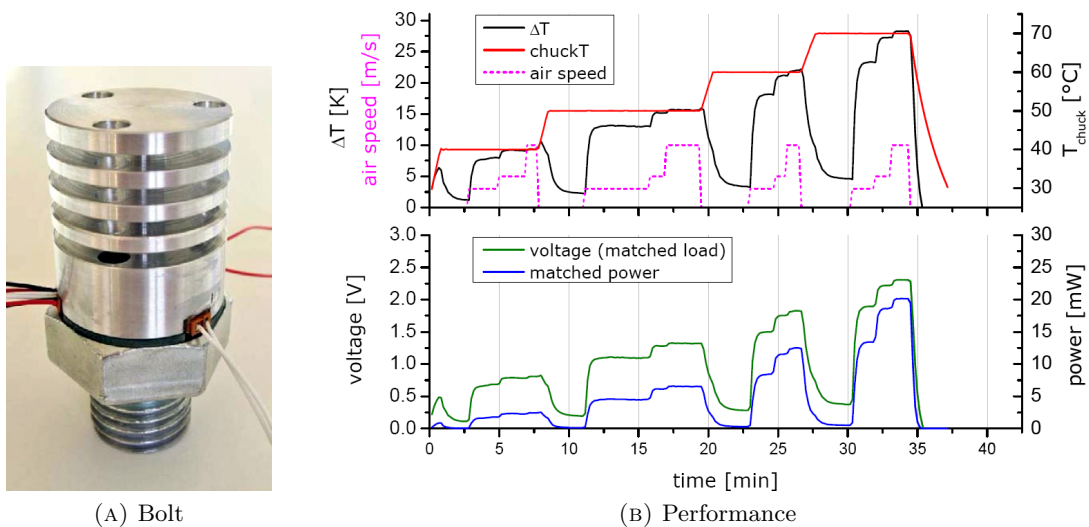 30
25
20
15
10
5
0
ΔT [K]
air speed [m/s]
ΔT
chuckT
air speed
70
60
50
40
30
T_chuck [°C]
3.0
2.5
2.0
1.5
1.0
0.5
0.0
voltage [V]
voltage (matched load)
matched power
30
25
20
15
10
5
0
power [mW]
0 5 10 15 20 25 30 35 40
time [min]
(A) Bolt
(B) Performance